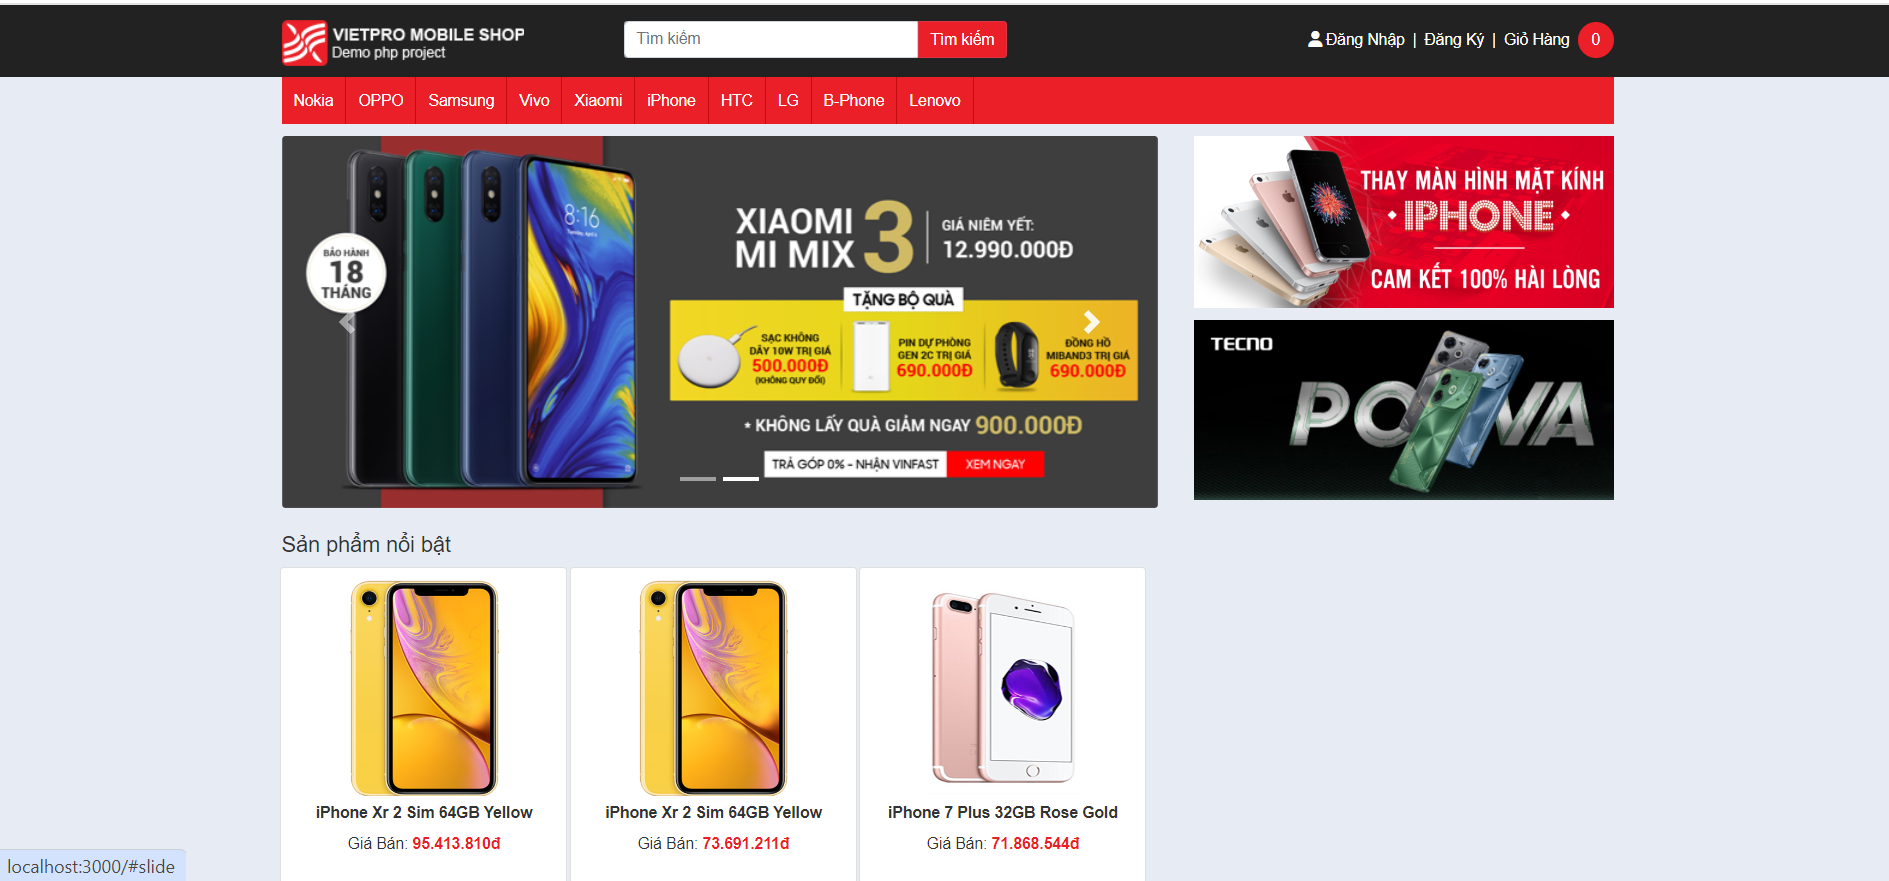 VIETPRO MOBILE SHOP
Demo php project
Tìm kiếm
Tìm kiếm
Đăng Nhập | Đăng Ký | Giỏ Hàng 0
Nokia OPPO Samsung Vivo Xiaomi iPhone HTC LG B-Phone Lenovo
BẢO HÀNH
18
THÁNG
8:16
XIAOMI
MI MIX 3
GIÁ NIÊM YẾT:
12.990.000Đ
TẶNG BỘ QUÀ
SẠC KHÔNG
DÂY 10W TRỊ GIÁ
500.000Đ
(KHÔNG QUY ĐỔI)
PIN DỰ PHÒNG
GEN 2C TRỊ GIÁ
690.000Đ
ĐỒNG HỒ
MIBAND3 TRỊ GIÁ
690.000Đ
* KHÔNG LẤY QUÀ GIẢM NGAY 900.000Đ
TRẢ GÓP 0% - NHẬN VINFAST XEM NGAY
THAY MÀN HÌNH MẶT KÍNH
IPHONE
CAM KẾT 100% HÀI LÒNG
TECNO
POVA
Sản phẩm nổi bật
iPhone Xr 2 Sim 64GB Yellow
Giá Bán: 95.413.810đ
iPhone Xr 2 Sim 64GB Yellow
Giá Bán: 73.691.211đ
iPhone 7 Plus 32GB Rose Gold
Giá Bán: 71.868.544đ
localhost:3000/#slide